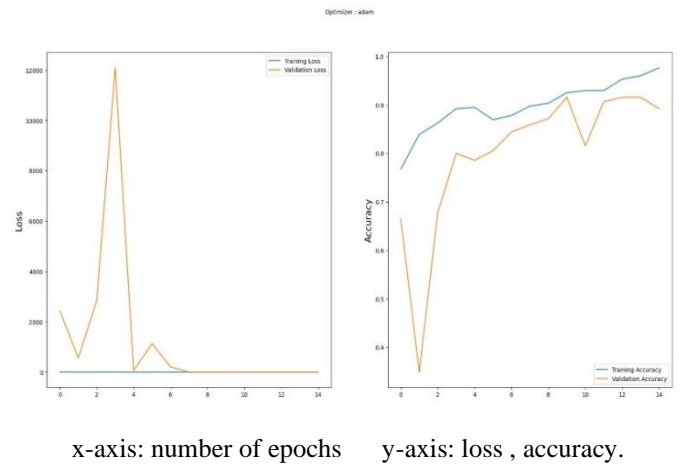 Optimizer : adam
Training Loss
Validation Loss
12000
10000
8000
6000
4000
2000
0
Loss
0 2 4 6 8 10 12 14
1.0
0.9
0.8
0.7
0.6
0.5
0.4
Accuracy
Training Accuracy
Validation Accuracy
0 2 4 6 8 10 12 14
x-axis: number of epochs y-axis: loss , accuracy.